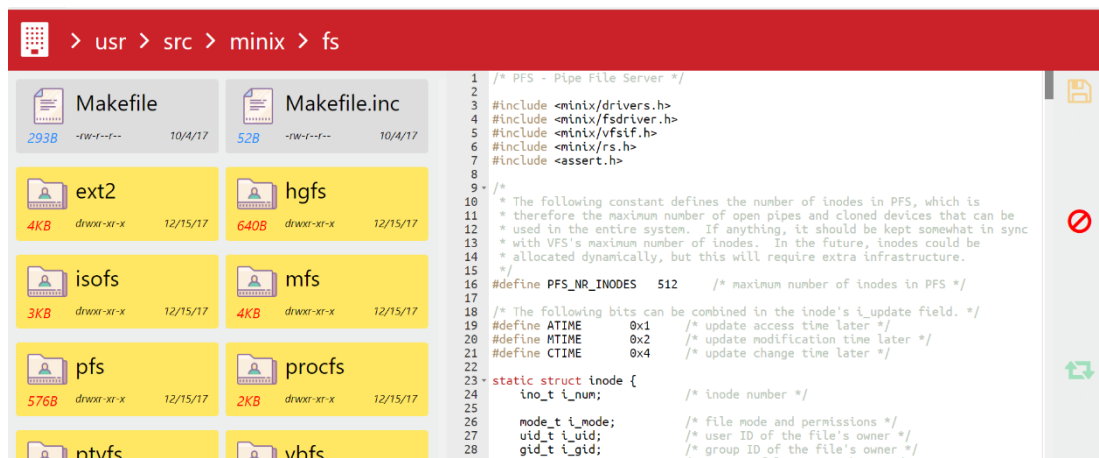 > usr > src > minix > fs
Makefile
293B -rw-r--r-- 10/4/17
Makefile.inc
52B -rw-r--r-- 10/4/17
ext2
4KB drwxr-xr-x 12/15/17
hgfs
640B drwxr-xr-x 12/15/17
isofs
3KB drwxr-xr-x 12/15/17
mfs
4KB drwxr-xr-x 12/15/17
pfs
576B drwxr-xr-x 12/15/17
procfs
2KB drwxr-xr-x 12/15/17
ptyfs
vbfs
1 /* PFS - Pipe File Server */
2
3 #include <minix/drivers.h>
4 #include <minix/fsdriver.h>
5 #include <minix/vfsif.h>
6 #include <minix/rs.h>
7 #include <assert.h>
8
9 /*
10 * The following constant defines the number of inodes in PFS, which is
11 * therefore the maximum number of open pipes and cloned devices that can be
12 * used in the entire system. If anything, it should be kept somewhat in sync
13 * with VFS's maximum number of inodes. In the future, inodes could be
14 * allocated dynamically, but this will require extra infrastructure.
15 */
16 #define PFS_NR_INODES 512 /* maximum number of inodes in PFS */
17
18 /* The following bits can be combined in the inode's i_update field. */
19 #define ATIME 0x1 /* update access time later */
20 #define MTIME 0x2 /* update modification time later */
21 #define CTIME 0x4 /* update change time later */
22
23 static struct inode {
24 ino_t i_num; /* inode number */
25
26 mode_t i_mode; /* file mode and permissions */
27 uid_t i_uid; /* user ID of the file's owner */
28 gid_t i_gid; /* group ID of the file's owner */